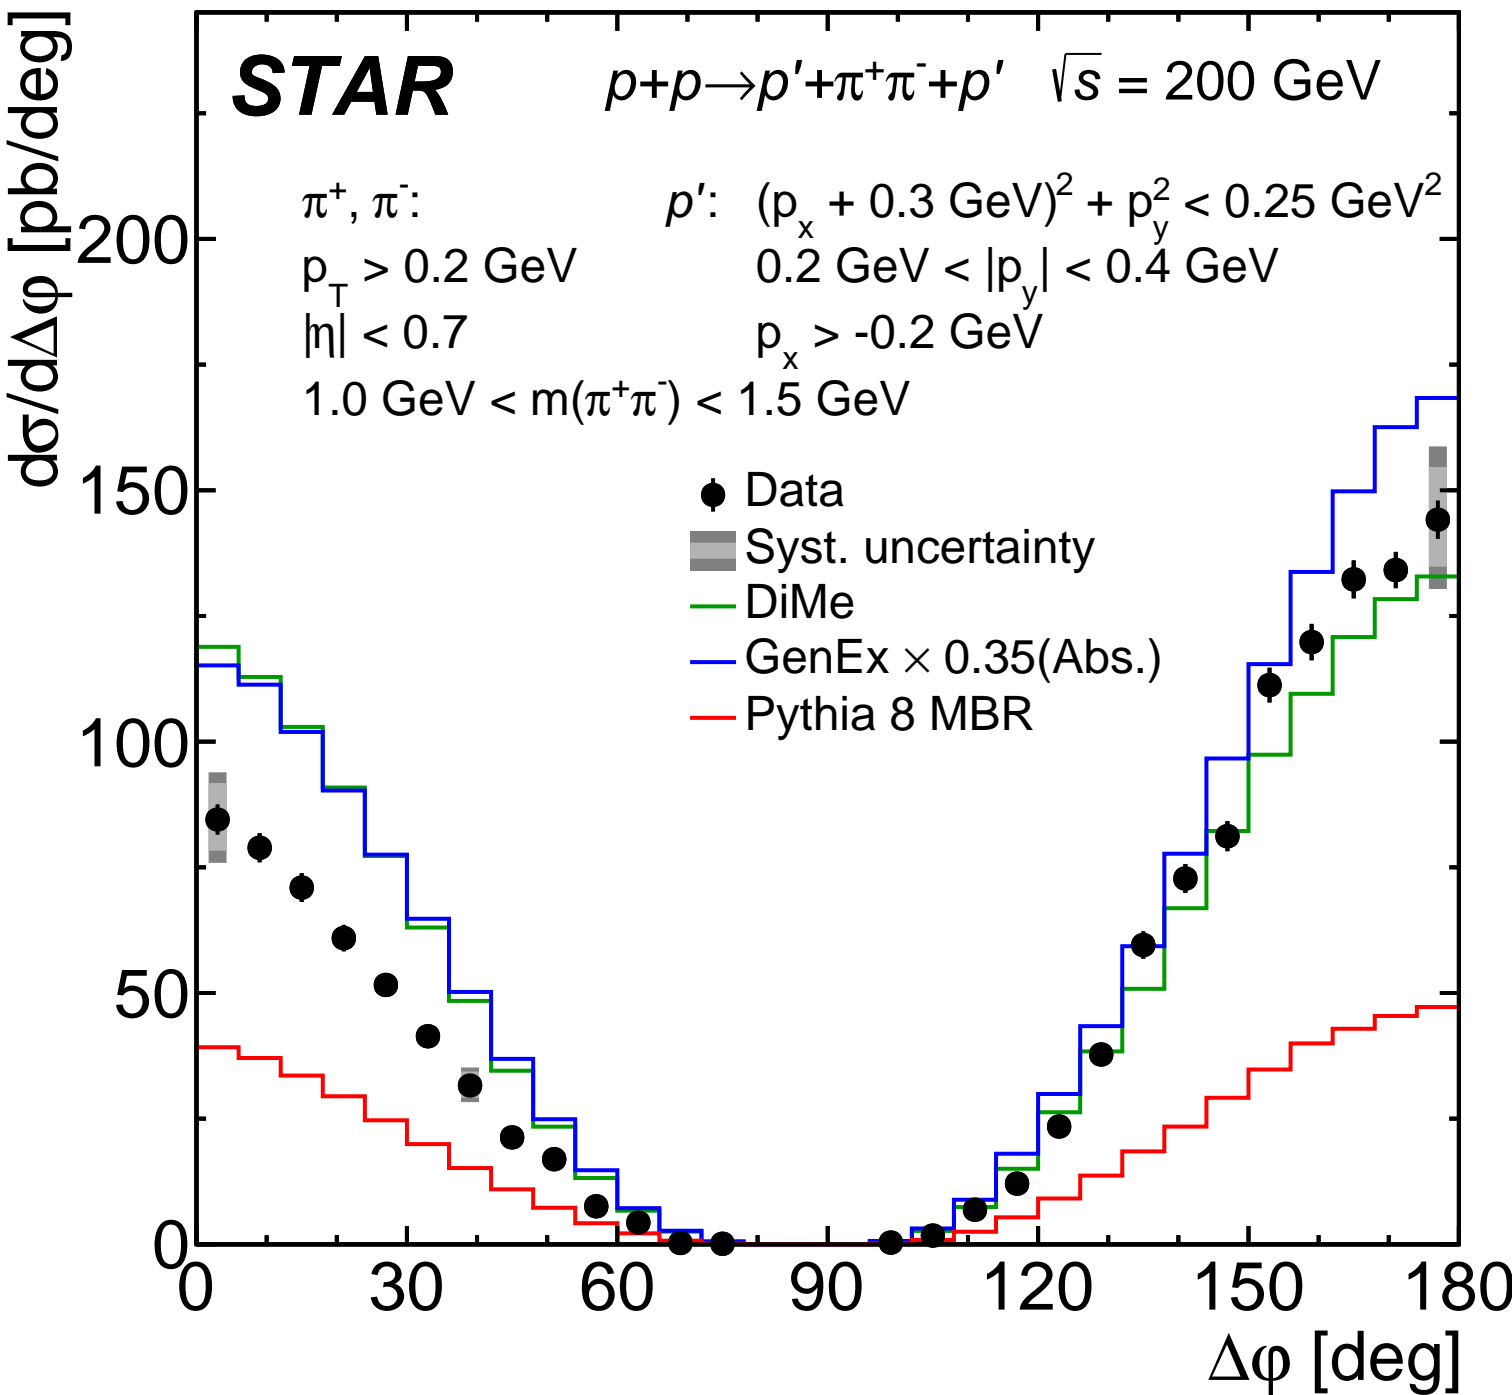 STAR p+p→p′+π⁺π⁻+p′ √s = 200 GeV
π⁺, π⁻: p′: (pₓ + 0.3 GeV)² + p_y² < 0.25 GeV²
p_T > 0.2 GeV 0.2 GeV < |p_y| < 0.4 GeV
|η| < 0.7 pₓ > -0.2 GeV
1.0 GeV < m(π⁺π⁻) < 1.5 GeV
Data
Syst. uncertainty
DiMe
GenEx × 0.35(Abs.)
Pythia 8 MBR
dσ/dΔφ [pb/deg]
200
150
100
50
0
0 30 60 90 120 150 180
Δφ [deg]